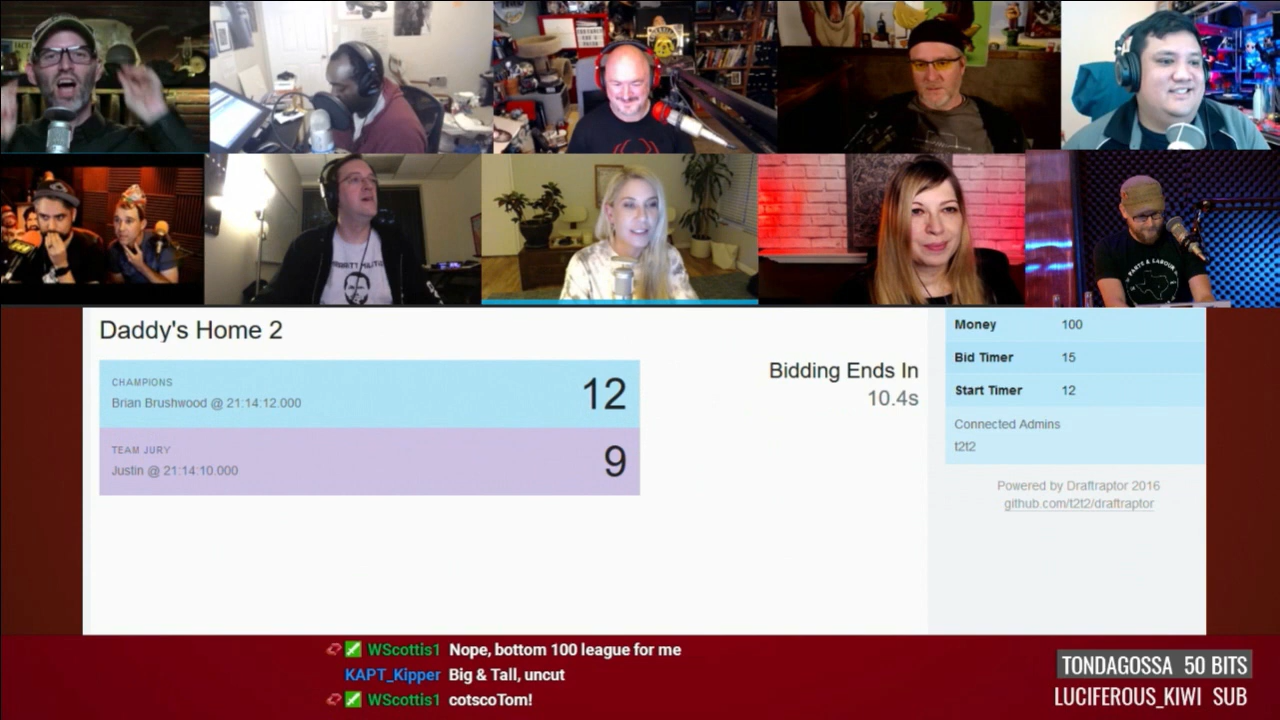 Daddy's Home 2
CHAMPIONS
Brian Brushwood @ 21:14:12.000
12
TEAM JURY
Justin @ 21:14:10.000
9
Bidding Ends In
10.4s
Money 100
Bid Timer 15
Start Timer 12
Connected Admins
t2t2
Powered by Draftraptor 2016
github.com/t2t2/draftraptor
WScottis1 Nope, bottom 100 league for me
KAPT_Kipper Big & Tall, uncut
WScottis1 cotscoTom!
TONDAGOSSA 50 BITS
LUCIFEROUS_KIWI SUB